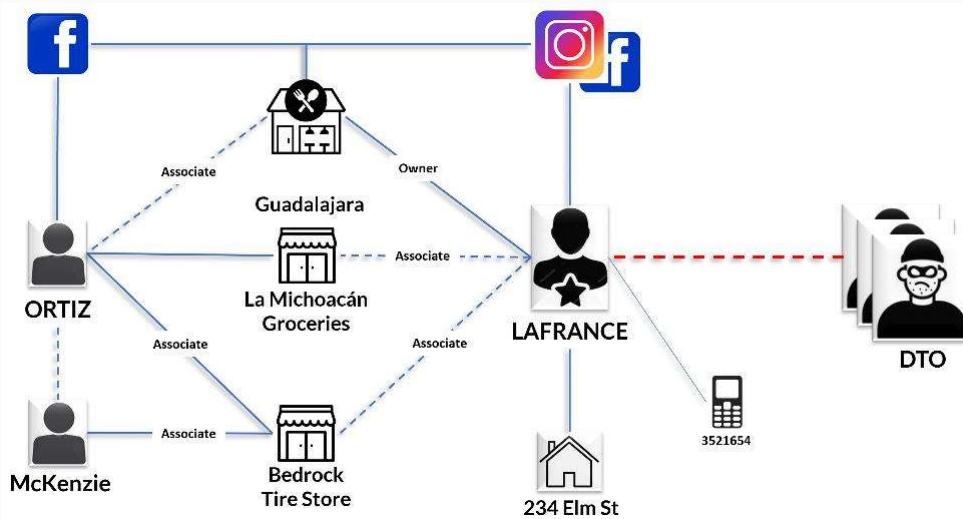 f
f
Associate
Owner
Guadalajara
Associate
ORTIZ
La Michoacán
Groceries
LAFRANCE
DTO
Associate
Associate
3521654
McKenzie
Associate
Bedrock
Tire Store
234 Elm St